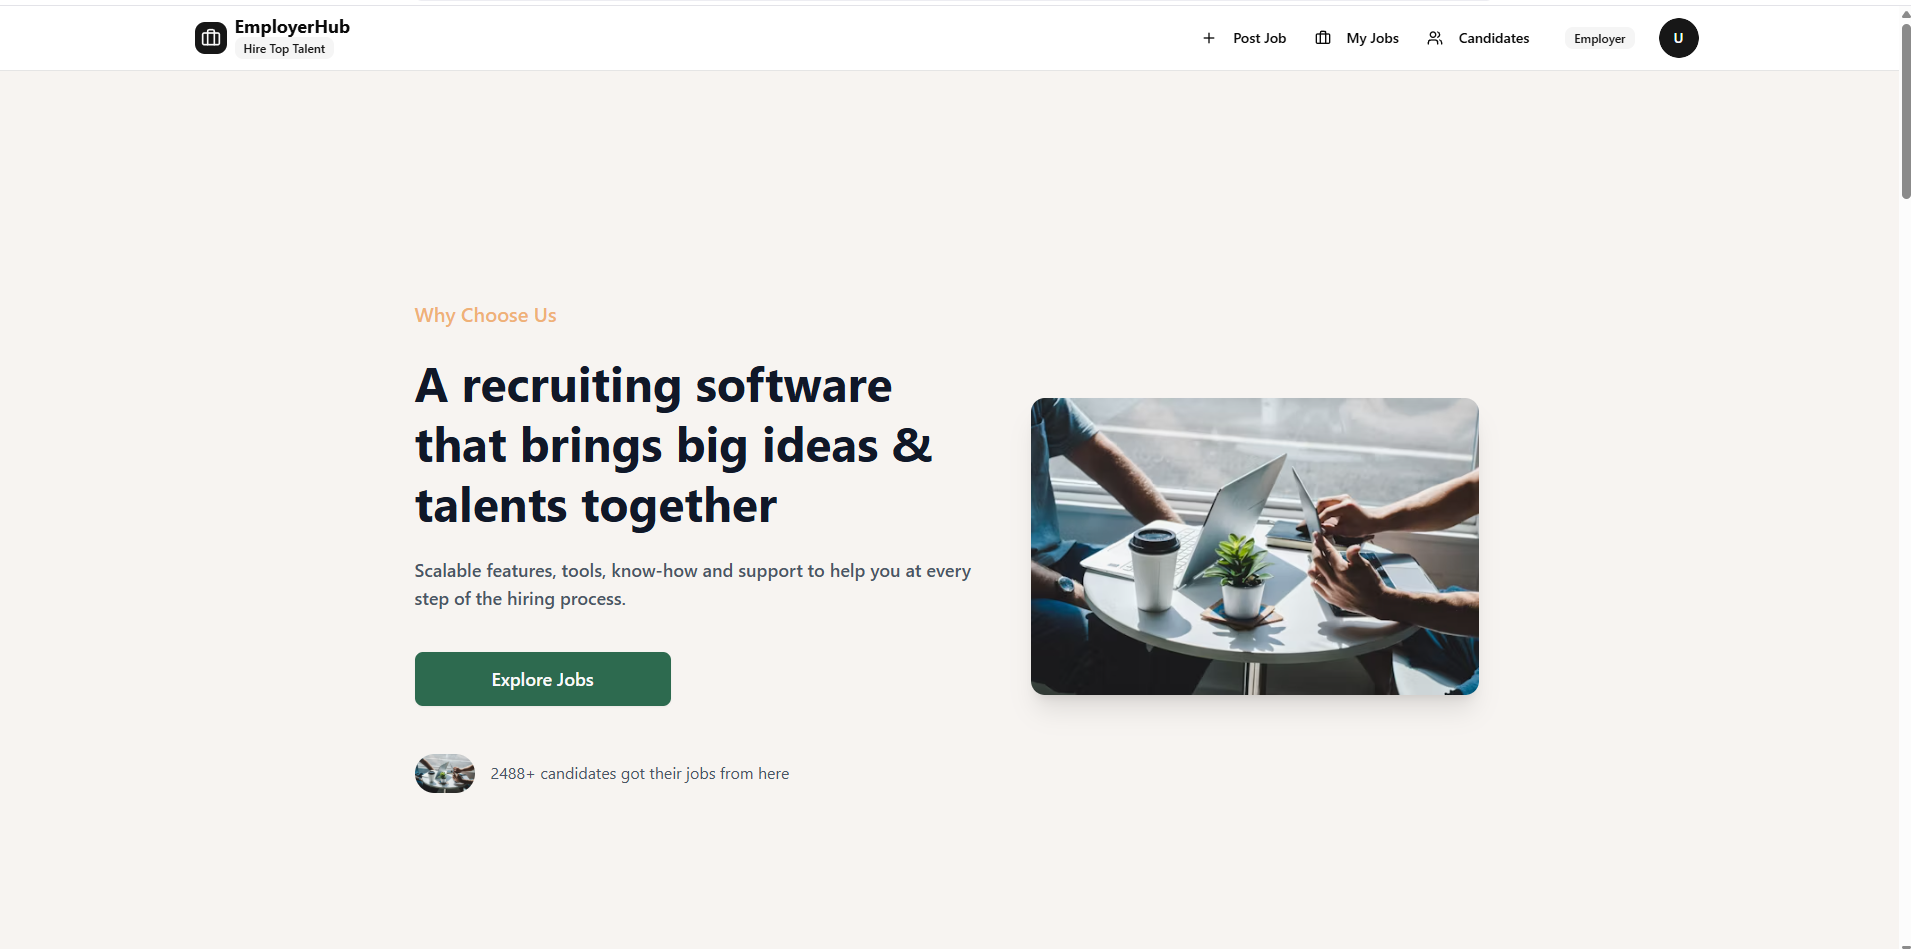 EmployerHub
Hire Top Talent
Post Job
My Jobs
Candidates
Employer
U
Why Choose Us
A recruiting software
that brings big ideas &
talents together
Scalable features, tools, know-how and support to help you at every
step of the hiring process.
Explore Jobs
2488+ candidates got their jobs from here